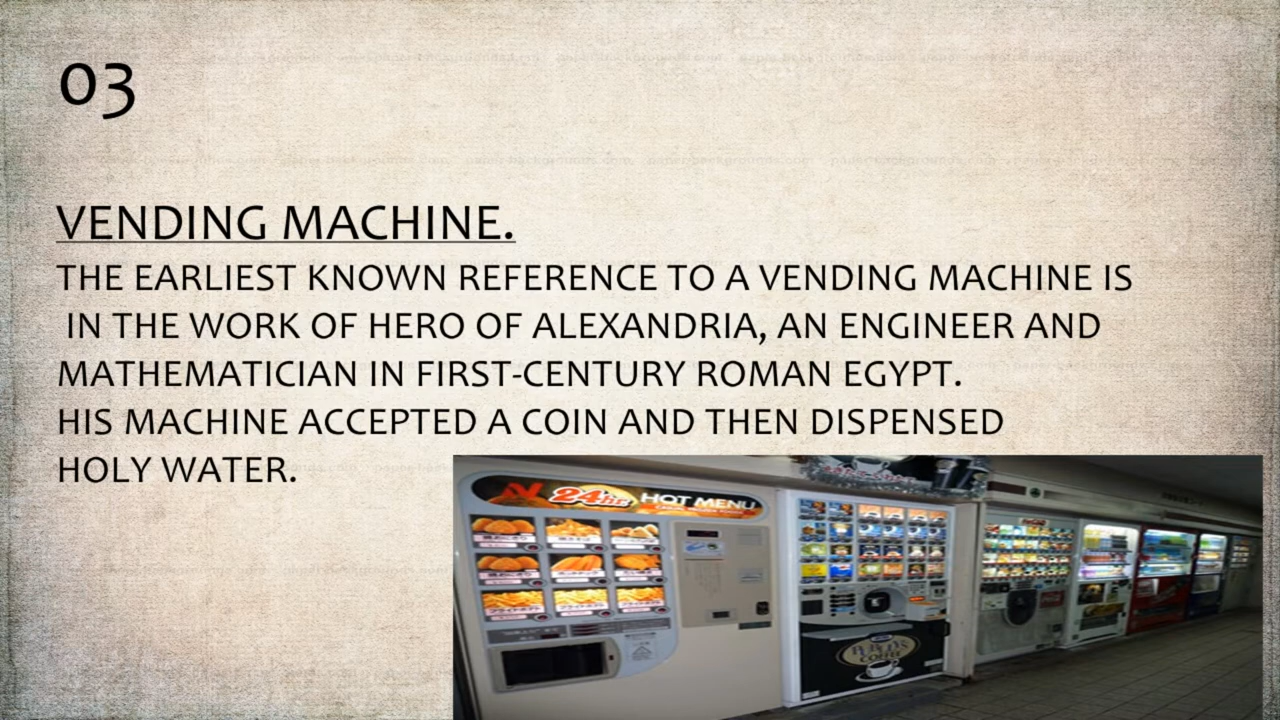 03
VENDING MACHINE.
THE EARLIEST KNOWN REFERENCE TO A VENDING MACHINE IS
IN THE WORK OF HERO OF ALEXANDRIA, AN ENGINEER AND
MATHEMATICIAN IN FIRST-CENTURY ROMAN EGYPT.
HIS MACHINE ACCEPTED A COIN AND THEN DISPENSED
HOLY WATER.
24hr HOT MENU
COFFEE